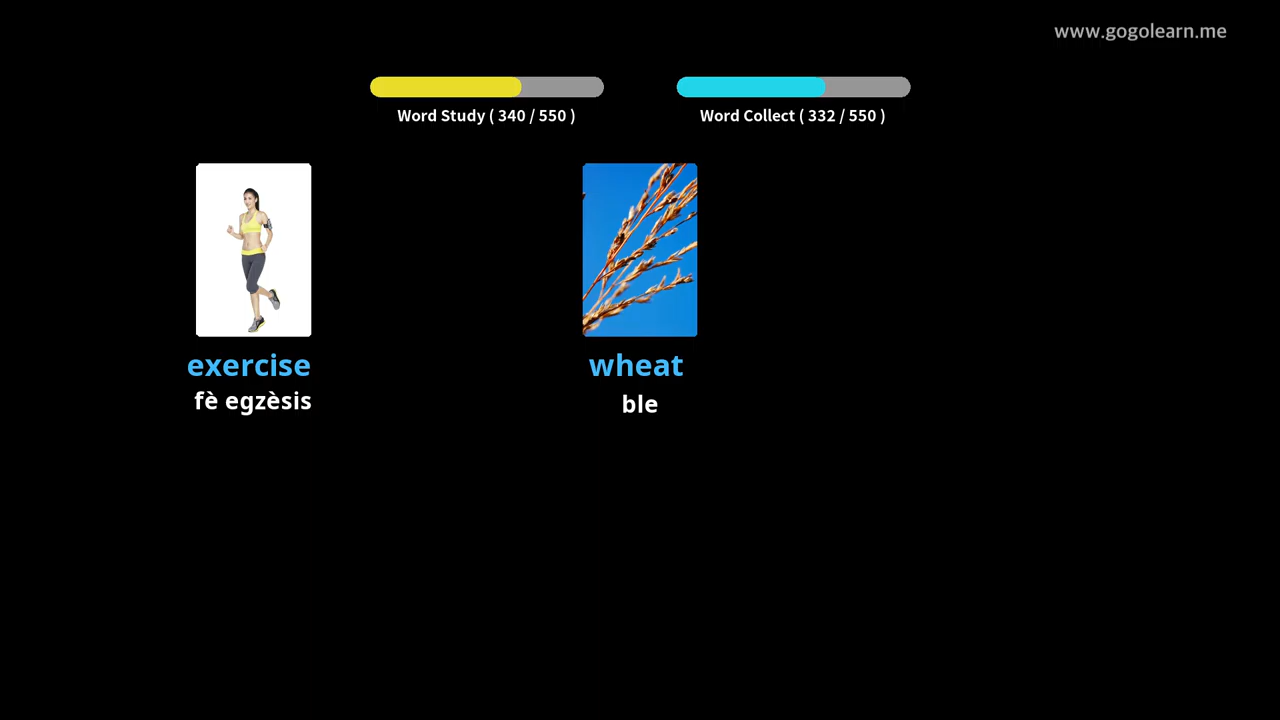 www.gogolearn.me
Word Study ( 340 / 550 )
Word Collect ( 332 / 550 )
exercise
fè egzèsis
wheat
ble